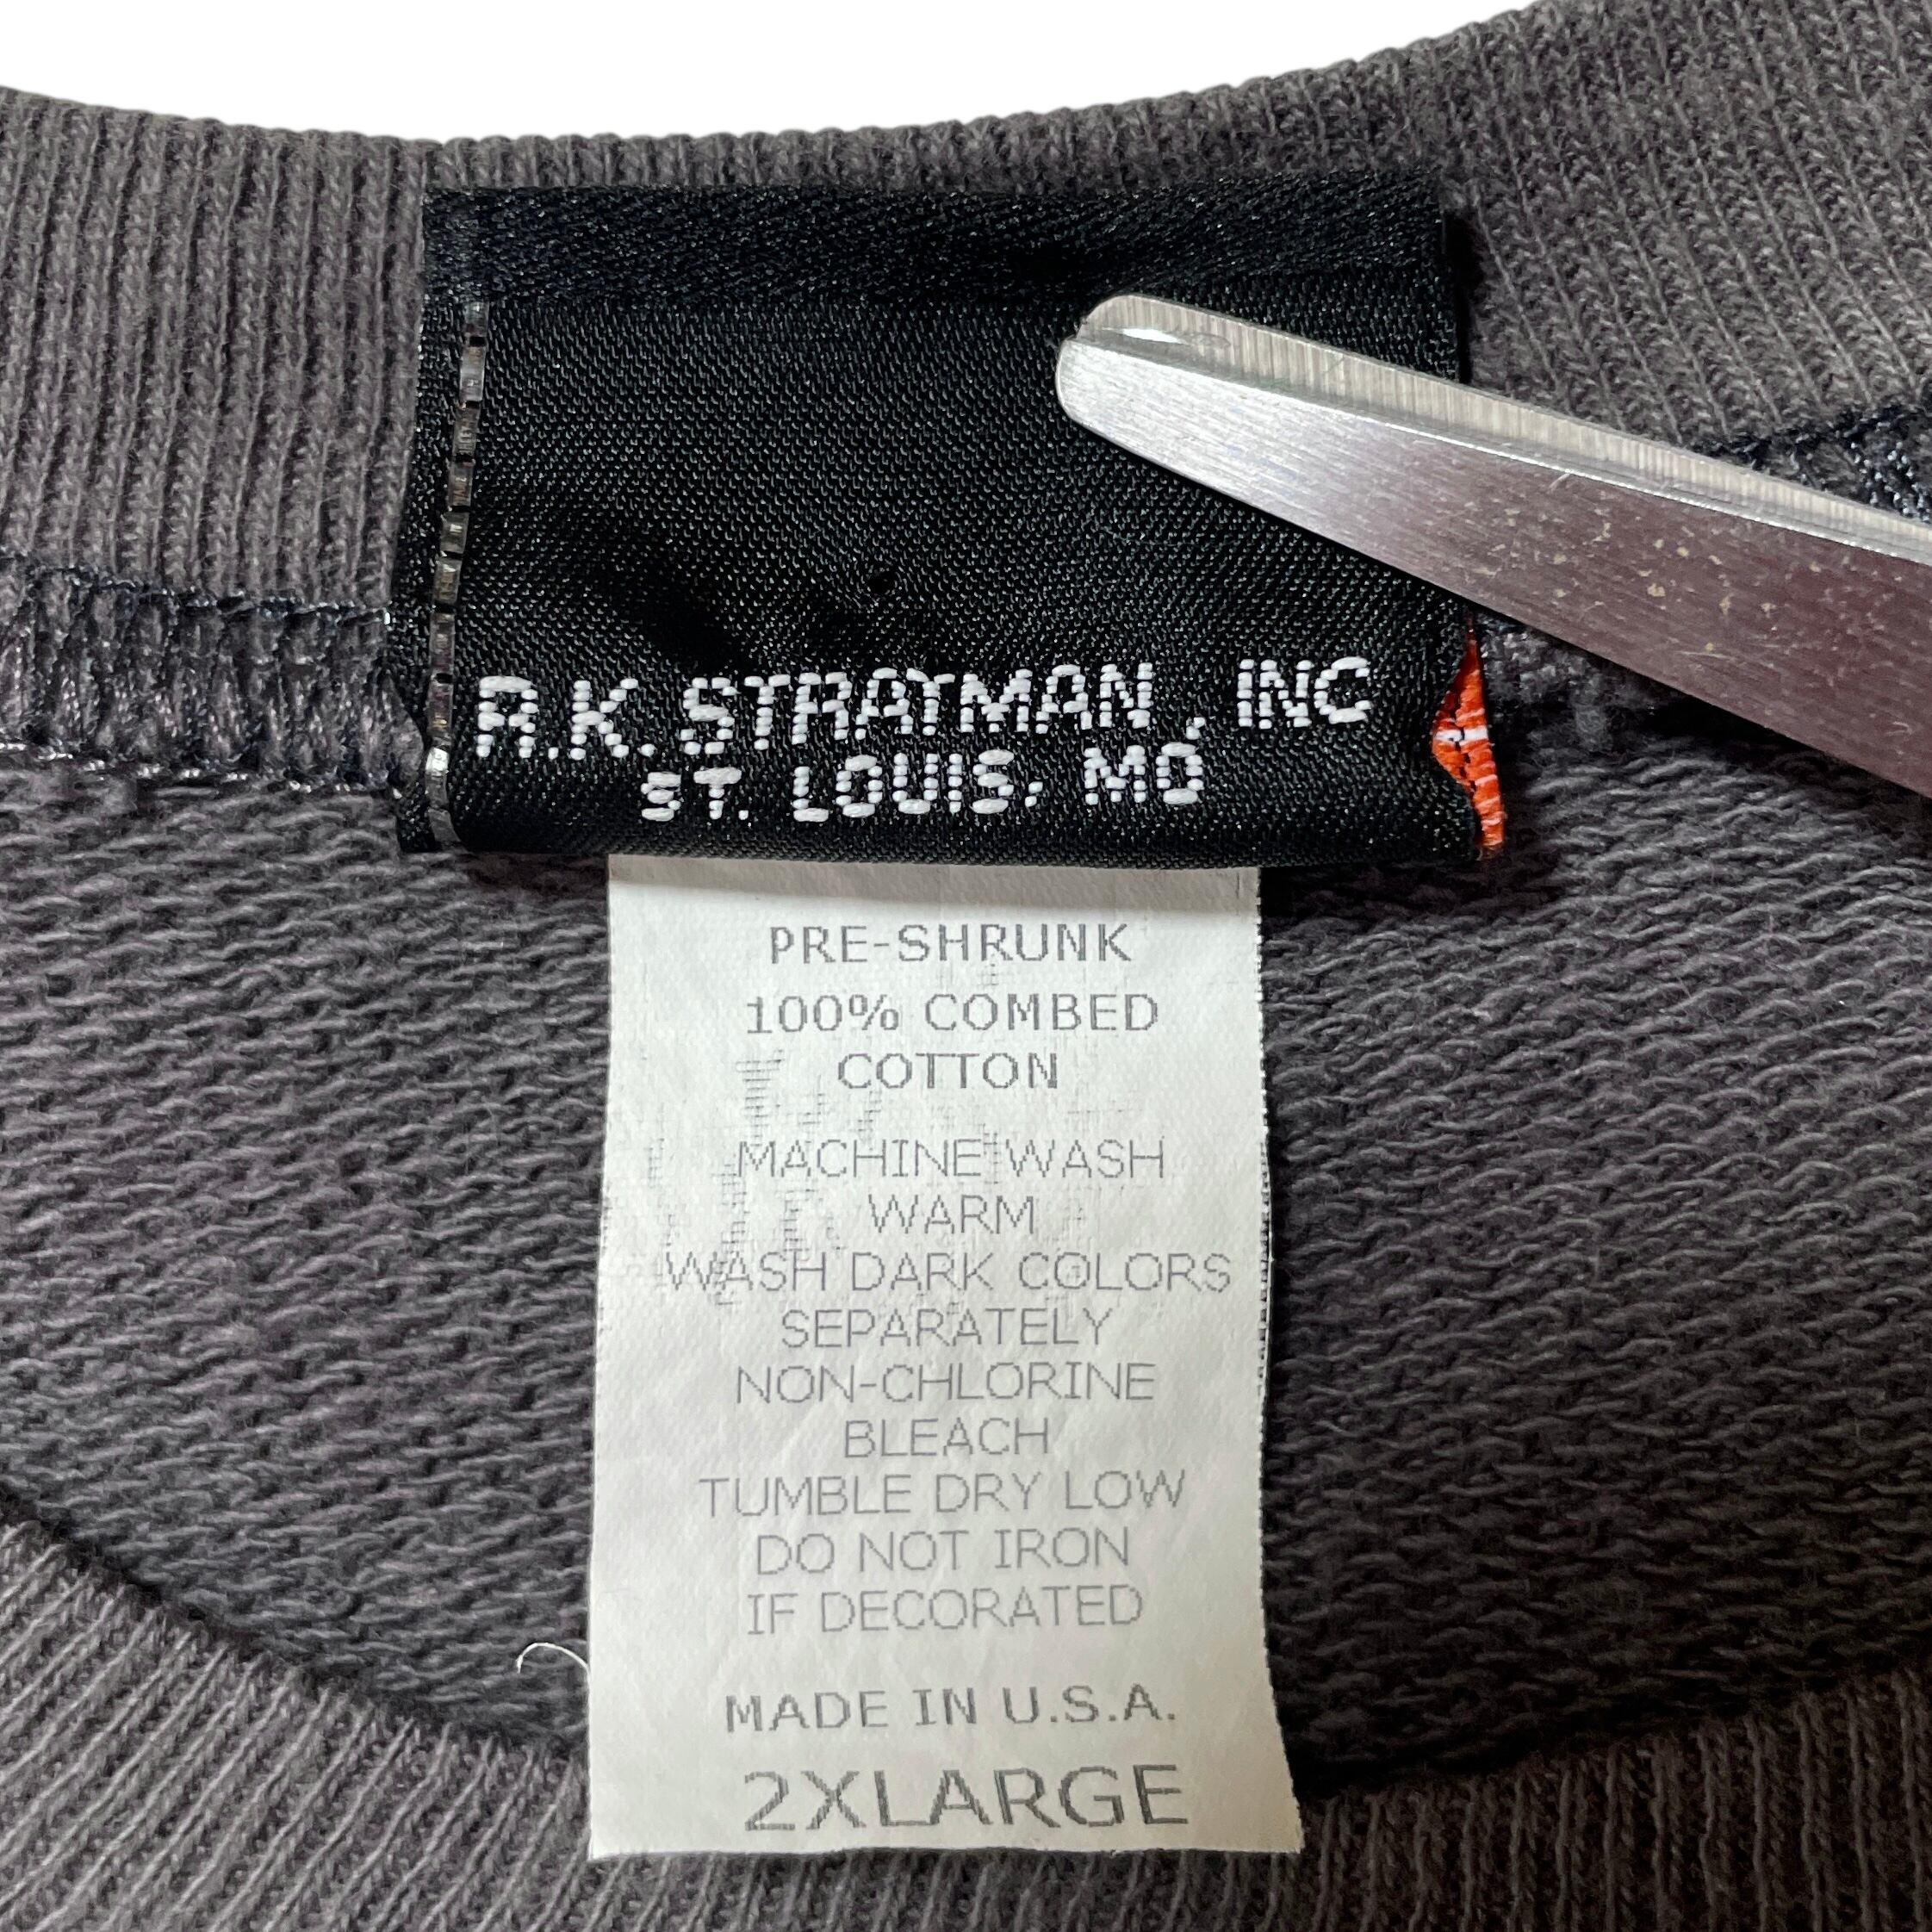 R.K. STRATMAN, INC
ST. LOUIS, MO
PRE-SHRUNK
100% COMBED
COTTON
MACHINE WASH
WARM
WASH DARK COLORS
SEPARATELY
NON-CHLORINE
BLEACH
TUMBLE DRY LOW
DO NOT IRON
IF DECORATED
MADE IN U.S.A.
2XLARGE